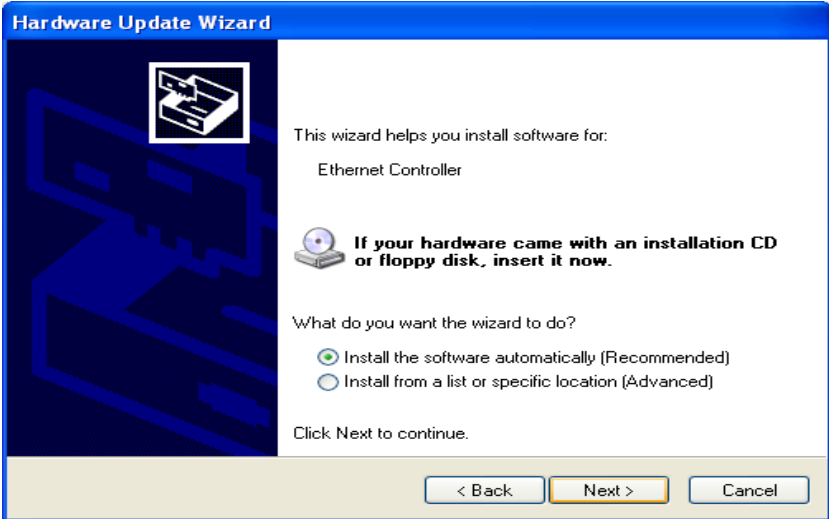 Hardware Update Wizard
This wizard helps you install software for:
Ethernet Controller
If your hardware came with an installation CD
or floppy disk, insert it now.
What do you want the wizard to do?
Install the software automatically (Recommended)
Install from a list or specific location (Advanced)
Click Next to continue.
< Back
Next >
Cancel